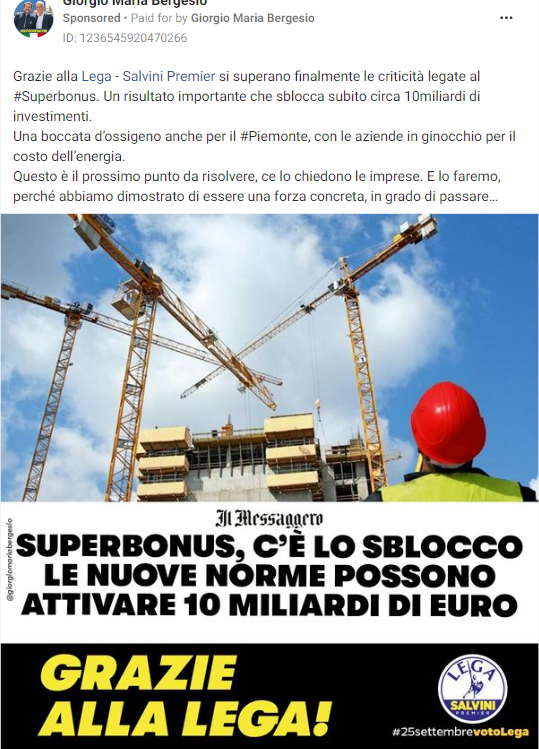 Giorgio Maria Bergesio
Sponsored • Paid for by Giorgio Maria Bergesio
ID: 1236545920470266
Grazie alla Lega - Salvini Premier si superano finalmente le criticità legate al
#Superbonus. Un risultato importante che sblocca subito circa 10miliardi di
investimenti.
Una boccata d’ossigeno anche per il #Piemonte, con le aziende in ginocchio per il
costo dell’energia.
Questo è il prossimo punto da risolvere, ce lo chiedono le imprese. E lo faremo,
perché abbiamo dimostrato di essere una forza concreta, in grado di passare...
Il Messaggero
@giorgiomariabergesio
SUPERBONUS, C’È LO SBLOCCO
LE NUOVE NORME POSSONO
ATTIVARE 10 MILIARDI DI EURO
GRAZIE
ALLA LEGA!
LEGA
SALVINI
PREMIER
#25settembrevotoLega